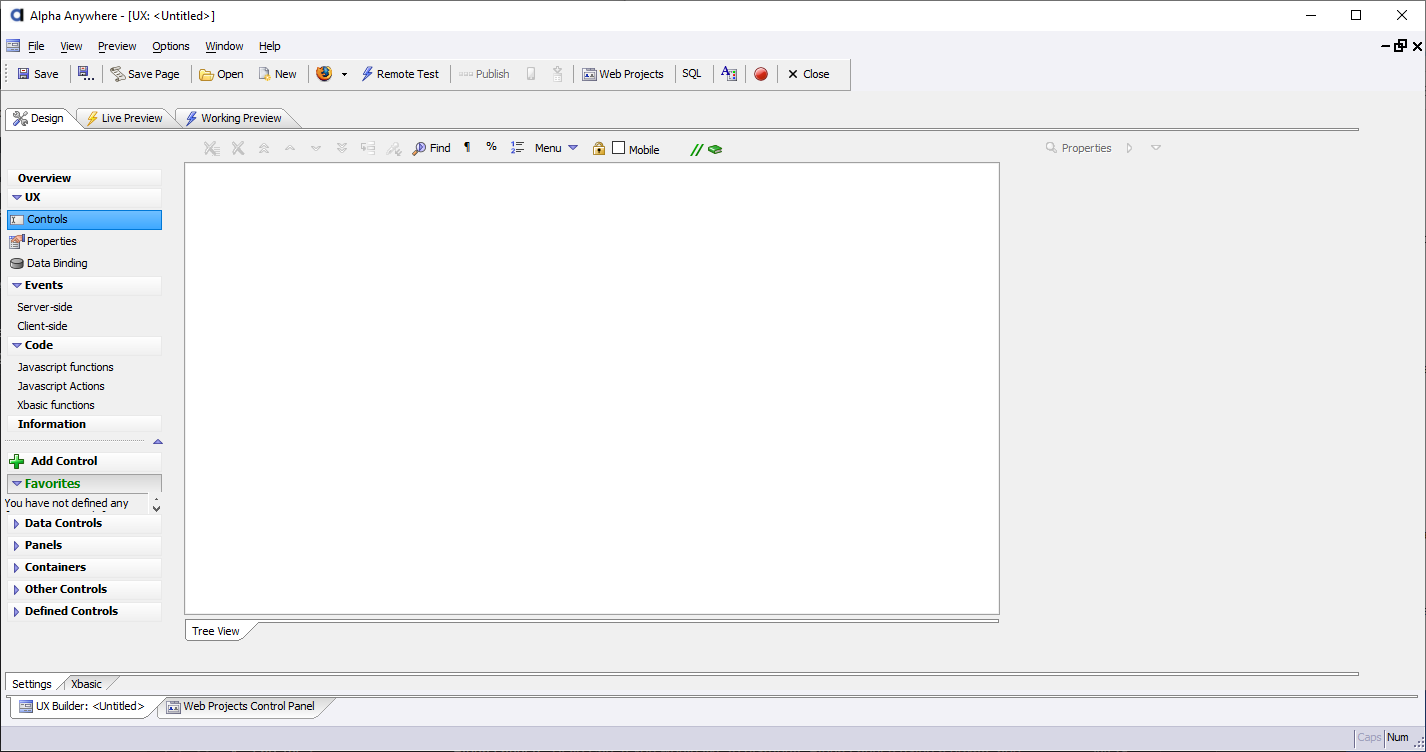 Alpha Anywhere - [UX: <Untitled>]
File View Preview Options Window Help
Save Save Page Open New Remote Test Publish Web Projects SQL Close
Design Live Preview Working Preview
Find ¶ % Menu Mobile // Properties
Overview
UX
Controls
Properties
Data Binding
Events
Server-side
Client-side
Code
Javascript functions
Javascript Actions
Xbasic functions
Information
Add Control
Favorites
You have not defined any
Data Controls
Panels
Containers
Other Controls
Defined Controls
Tree View
Settings Xbasic
UX Builder: <Untitled> Web Projects Control Panel
Caps Num